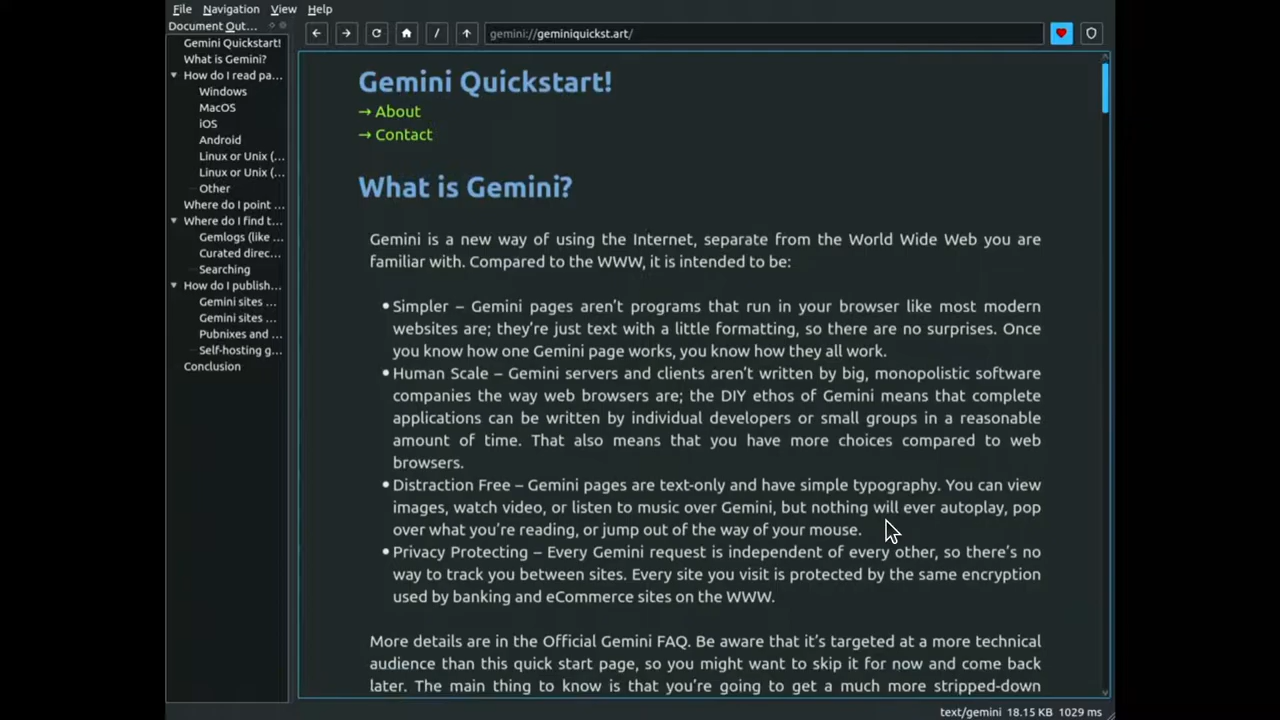 File Navigation View Help
Document Out...
gemini://geminiquickst.art/
Gemini Quickstart!
What is Gemini?
How do I read pa...
Windows
MacOS
iOS
Android
Linux or Unix (...
Linux or Unix (...
Other
Where do I point ...
Where do I find t...
Gemlogs (like ...
Curated direc...
Searching
How do I publish...
Gemini sites ...
Gemini sites ...
Pubnixes and ...
Self-hosting g...
Conclusion
Gemini Quickstart!
→ About
→ Contact
What is Gemini?
Gemini is a new way of using the Internet, separate from the World Wide Web you are
familiar with. Compared to the WWW, it is intended to be:
• Simpler – Gemini pages aren't programs that run in your browser like most modern
websites are; they're just text with a little formatting, so there are no surprises. Once
you know how one Gemini page works, you know how they all work.
• Human Scale – Gemini servers and clients aren't written by big, monopolistic software
companies the way web browsers are; the DIY ethos of Gemini means that complete
applications can be written by individual developers or small groups in a reasonable
amount of time. That also means that you have more choices compared to web
browsers.
• Distraction Free – Gemini pages are text-only and have simple typography. You can view
images, watch video, or listen to music over Gemini, but nothing will ever autoplay, pop
over what you're reading, or jump out of the way of your mouse.
• Privacy Protecting – Every Gemini request is independent of every other, so there's no
way to track you between sites. Every site you visit is protected by the same encryption
used by banking and eCommerce sites on the WWW.
More details are in the Official Gemini FAQ. Be aware that it's targeted at a more technical
audience than this quick start page, so you might want to skip it for now and come back
later. The main thing to know is that you're going to get a much more stripped-down
text/gemini 18.15 KB 1029 ms